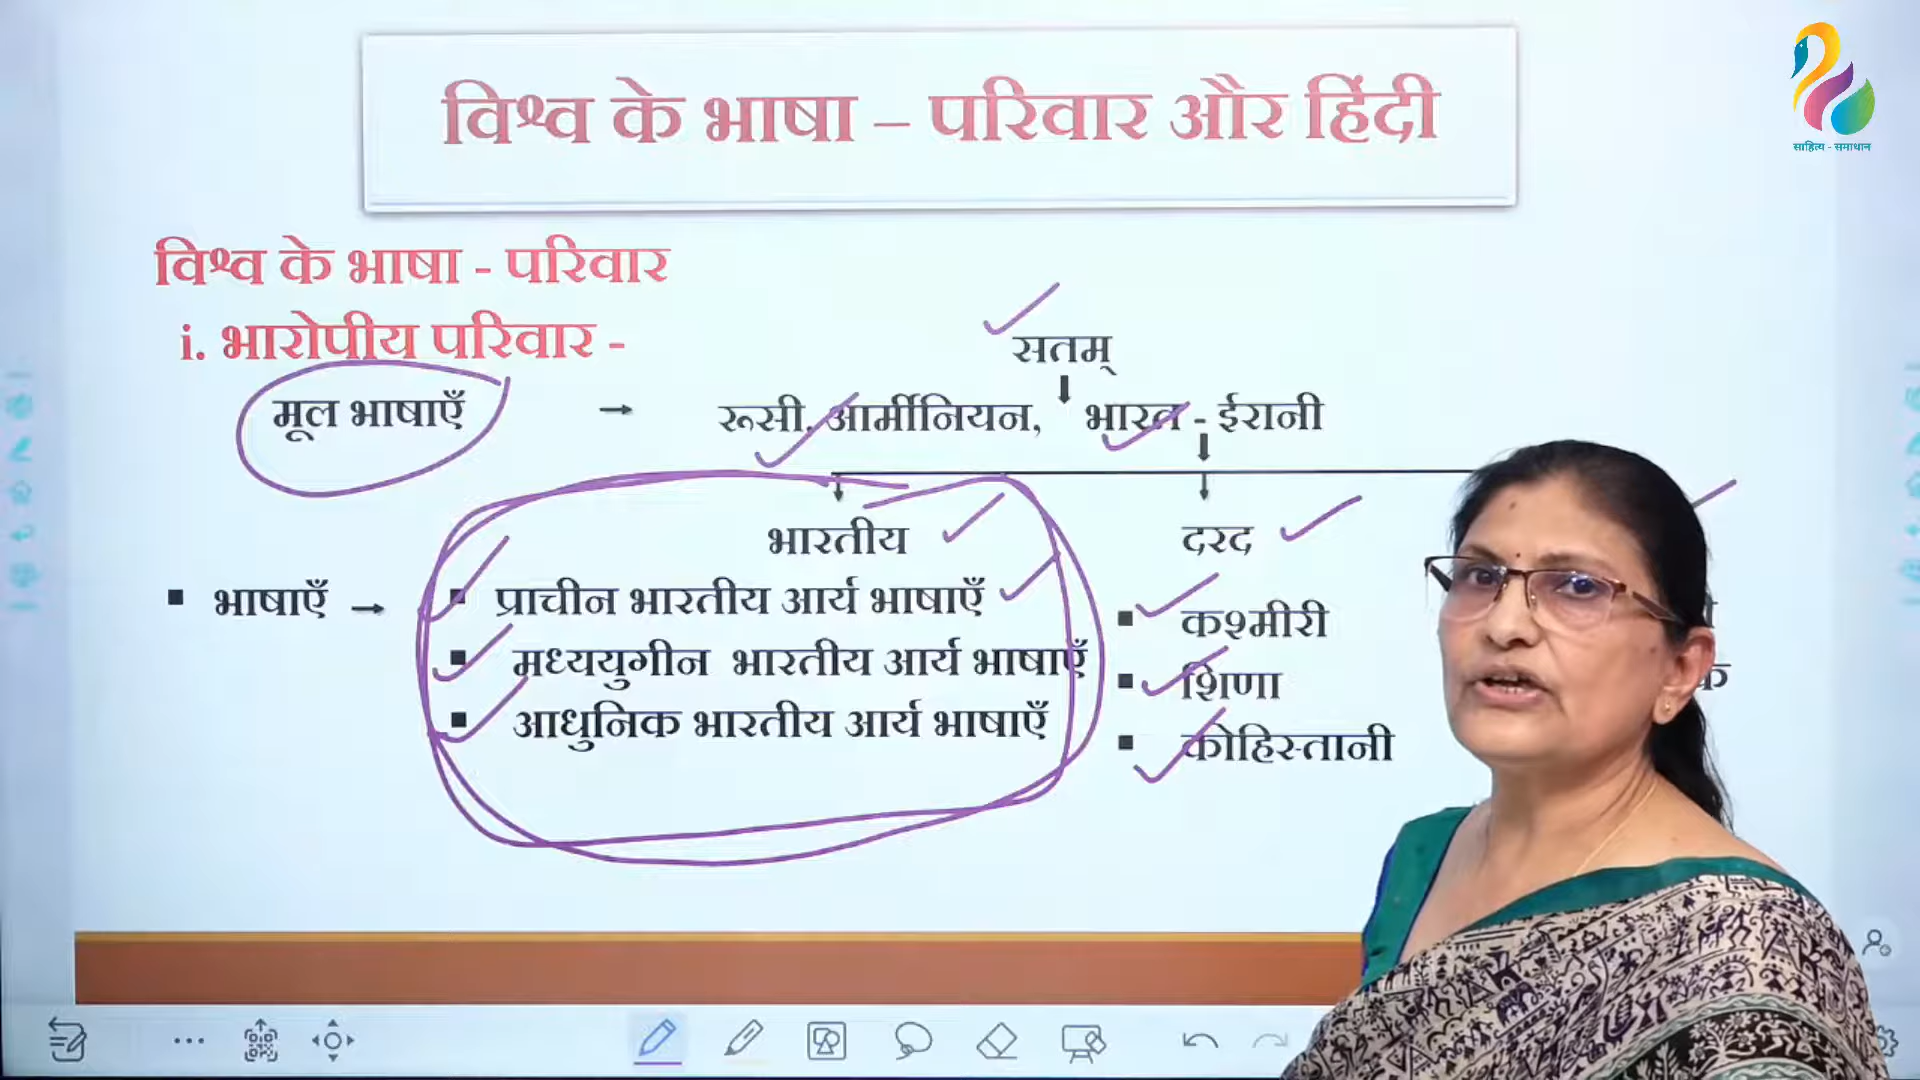 विश्व के भाषा – परिवार और हिंदी
साहित्य - समाधान
विश्व के भाषा - परिवार
i. भारोपीय परिवार -
सतम्
मूल भाषाएँ → रूसी, आर्मीनियन, भारत - ईरानी
भारतीय दरद
▪ भाषाएँ → ▪ प्राचीन भारतीय आर्य भाषाएँ ▪ कश्मीरी
▪ मध्ययुगीन भारतीय आर्य भाषाएँ ▪ शिणा
▪ आधुनिक भारतीय आर्य भाषाएँ ▪ कोहिस्तानी